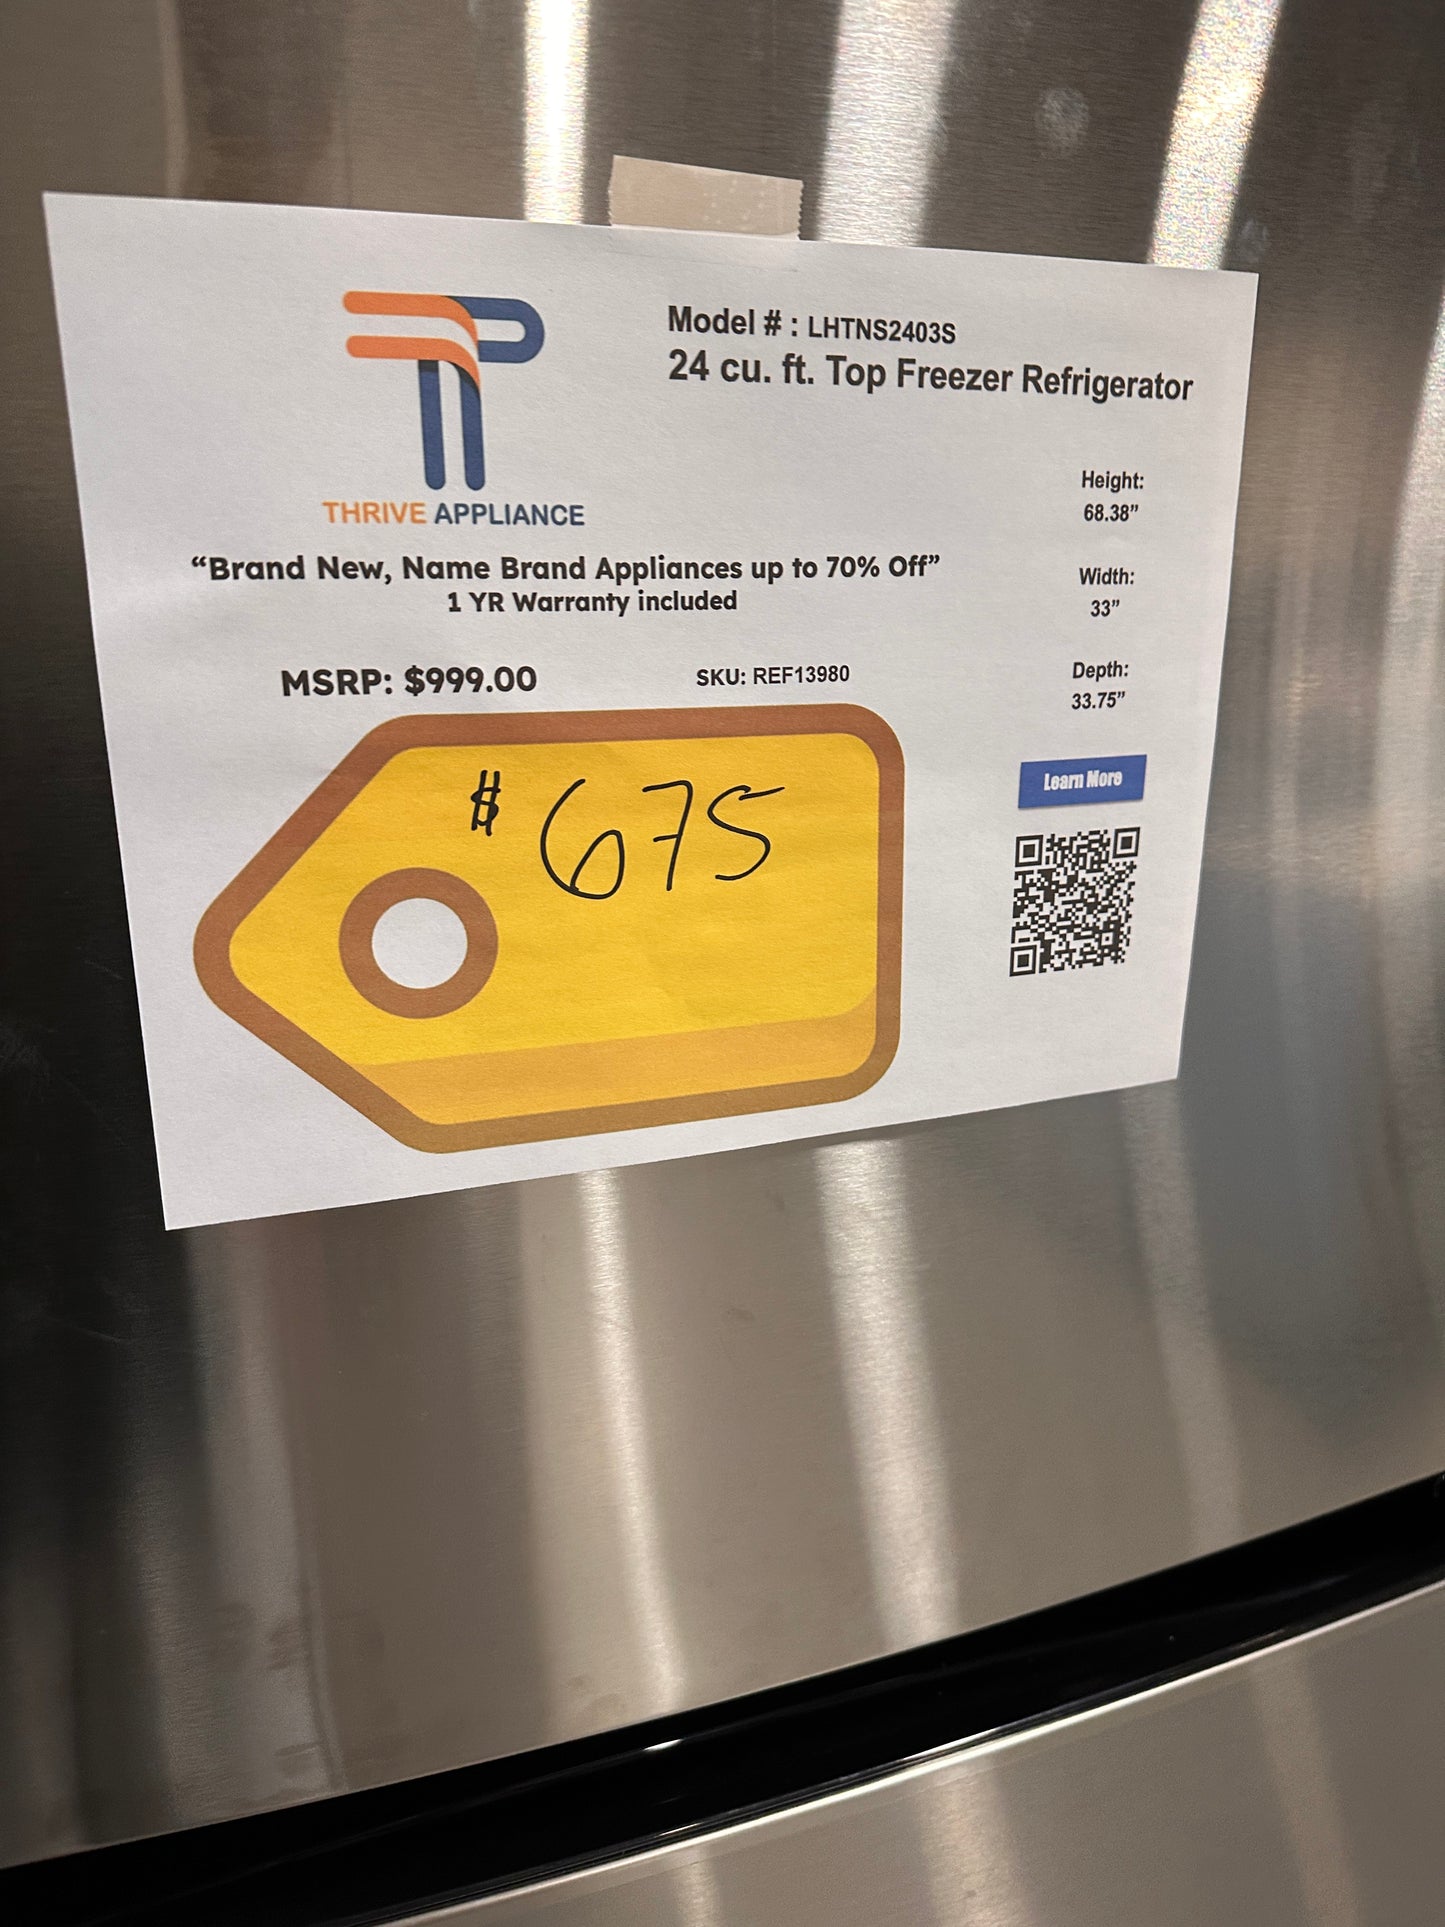 THRIVE APPLIANCE
Model # : LHTNS2403S
24 cu. ft. Top Freezer Refrigerator
“Brand New, Name Brand Appliances up to 70% Off”
1 YR Warranty included
MSRP: $999.00
SKU: REF13980
$ 675
Height:
68.38”
Width:
33”
Depth:
33.75”
Learn More